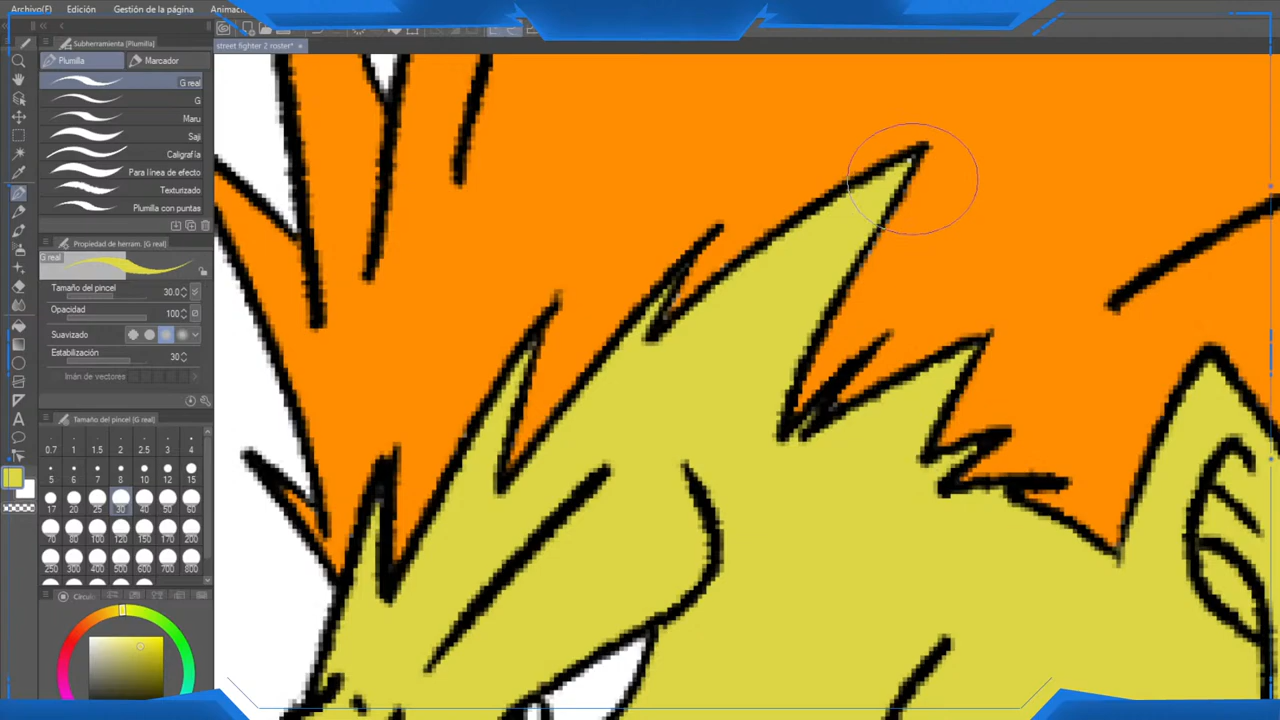 Archivo(F) Edición Gestión de la página Animaci
street fighter 2 roster*
Subherramienta [Plumilla]
Plumilla Marcador
G real
G
Maru
Saji
Caligrafía
Para línea de efecto
Texturizado
Plumilla con puntas
Propiedad de herram. [G real]
G real
Tamaño del pincel 30.0
Opacidad 100
Suavizado
Estabilización 30
Imán de vectores
Tamaño del pincel [G real]
0.7 1 1.5 2 2.5 3 4
5 6 7 8 10 12 15
17 20 25 30 40 50 60
70 80 100 120 150 170 200
250 300 400 500 600 700 800
Círcul